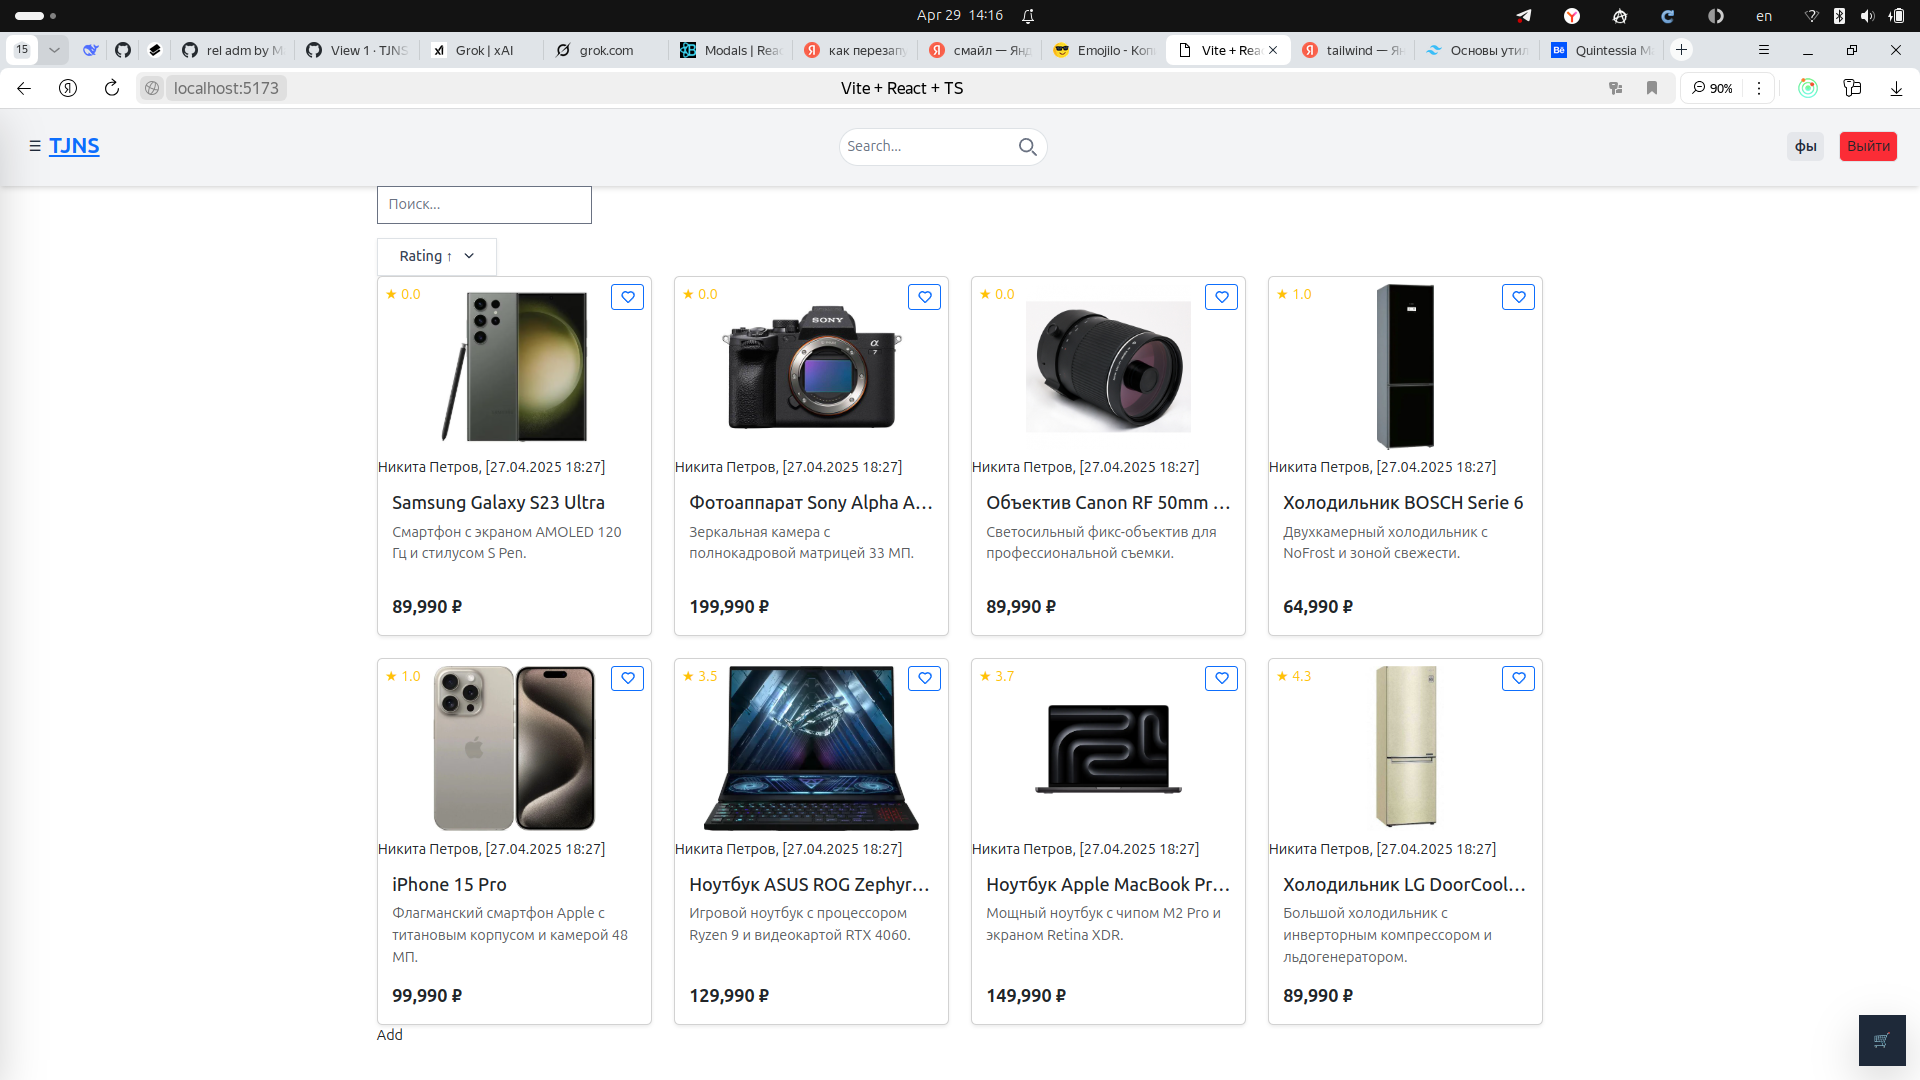 Apr 29 14:16
en
15
rel adm by M
View 1 · TJNS
Grok | xAI
grok.com
Modals | Rea
как перезапу
смайл — Янд
Emojilo - Копи
Vite + Reac
tailwind — Ян
Основы утил
Quintessia Ma
localhost:5173
Vite + React + TS
90%
☰ TJNS
Search...
фы
Выйти
Поиск...
Rating ↑
★ 0.0
SONY
α
7
Никита Петров, [27.04.2025 18:27]
Samsung Galaxy S23 Ultra
Смартфон с экраном AMOLED 120
Гц и стилусом S Pen.
89,990 ₽
★ 0.0
Никита Петров, [27.04.2025 18:27]
Фотоаппарат Sony Alpha A...
Зеркальная камера с
полнокадровой матрицей 33 МП.
199,990 ₽
★ 0.0
Никита Петров, [27.04.2025 18:27]
Объектив Canon RF 50mm ...
Светосильный фикс-объектив для
профессиональной съемки.
89,990 ₽
★ 1.0
Никита Петров, [27.04.2025 18:27]
Холодильник BOSCH Serie 6
Двухкамерный холодильник с
NoFrost и зоной свежести.
64,990 ₽
★ 1.0
Никита Петров, [27.04.2025 18:27]
iPhone 15 Pro
Флагманский смартфон Apple с
титановым корпусом и камерой 48
МП.
99,990 ₽
★ 3.5
Никита Петров, [27.04.2025 18:27]
Ноутбук ASUS ROG Zephyr...
Игровой ноутбук с процессором
Ryzen 9 и видеокартой RTX 4060.
129,990 ₽
★ 3.7
Никита Петров, [27.04.2025 18:27]
Ноутбук Apple MacBook Pr...
Мощный ноутбук с чипом M2 Pro и
экраном Retina XDR.
149,990 ₽
★ 4.3
Никита Петров, [27.04.2025 18:27]
Холодильник LG DoorCool...
Большой холодильник с
инверторным компрессором и
льдогенератором.
89,990 ₽
Add